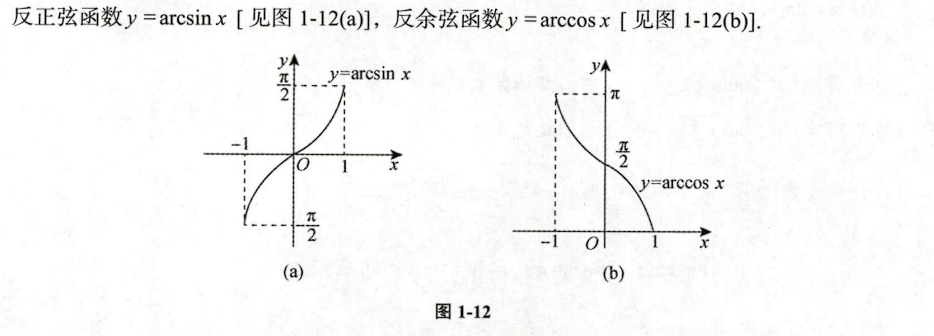 反正弦函数 y = arcsin x [ 见图 1-12(a)]，反余弦函数 y = arccos x [ 见图 1-12(b)].
y
π/2
y=arcsin x
-1
O
1
x
-π/2
(a)
y
π
π/2
y=arccos x
-1
O
1
x
(b)
图 1-12